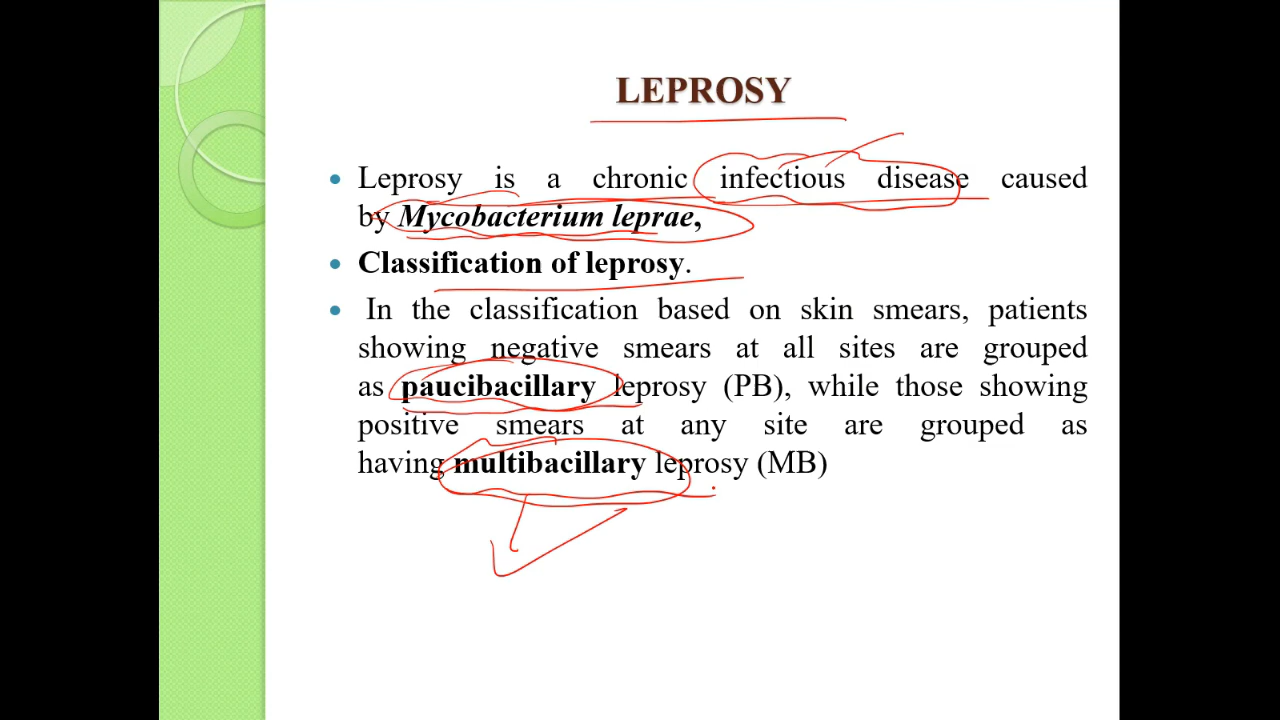 LEPROSY
Leprosy is a chronic infectious disease caused
by Mycobacterium leprae,
Classification of leprosy.
In the classification based on skin smears, patients
showing negative smears at all sites are grouped
as paucibacillary leprosy (PB), while those showing
positive smears at any site are grouped as
having multibacillary leprosy (MB)